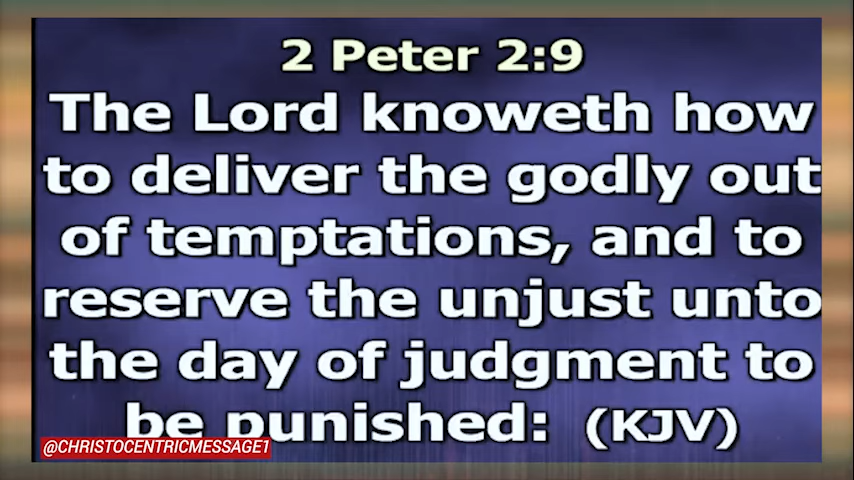 2 Peter 2:9
The Lord knoweth how
to deliver the godly out
of temptations, and to
reserve the unjust unto
the day of judgment to
be punished: (KJV)
@CHRISTOCENTRICMESSAGE1